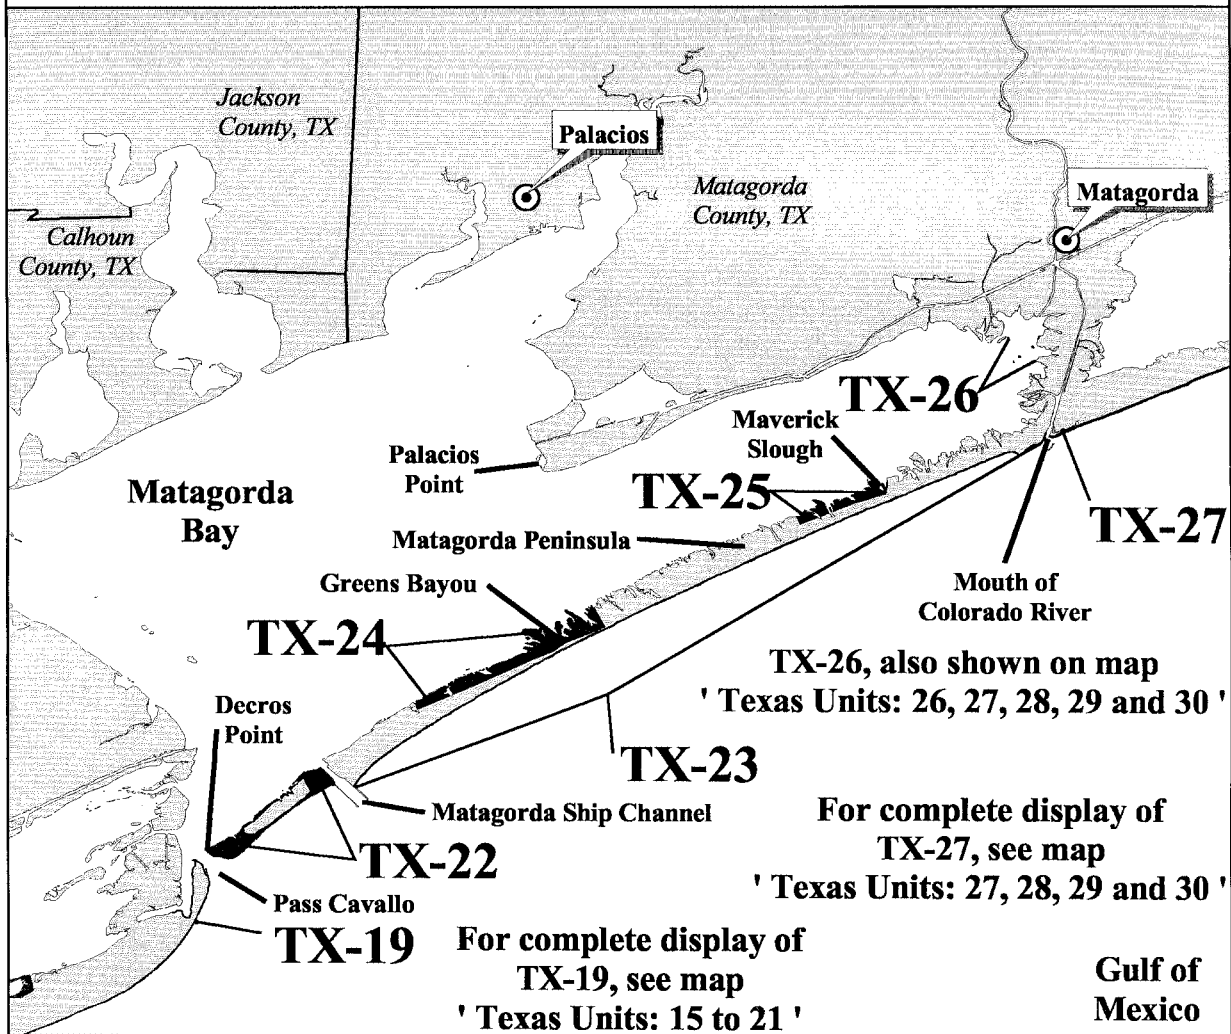 Jackson
County, TX
Palacios
Matagorda
County, TX
Matagorda
Calhoun
County, TX
TX-26
Maverick
Slough
Palacios
Point
TX-25
Matagorda
Bay
TX-27
Matagorda Peninsula
Greens Bayou
Mouth of
Colorado River
TX-24
TX-26, also shown on map
' Texas Units: 26, 27, 28, 29 and 30 '
Decros
Point
TX-23
Matagorda Ship Channel
For complete display of
TX-27, see map
' Texas Units: 27, 28, 29 and 30 '
TX-22
Pass Cavallo
TX-19
For complete display of
TX-19, see map
' Texas Units: 15 to 21 '
Gulf of
Mexico